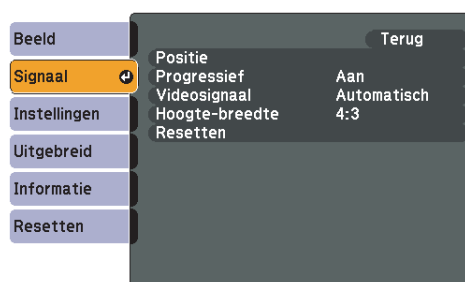 Beeld
Signaal
Instellingen
Uitgebreid
Informatie
Resetten
Terug
Positie
Progressief Aan
Videosignaal Automatisch
Hoogte-breedte 4:3
Resetten